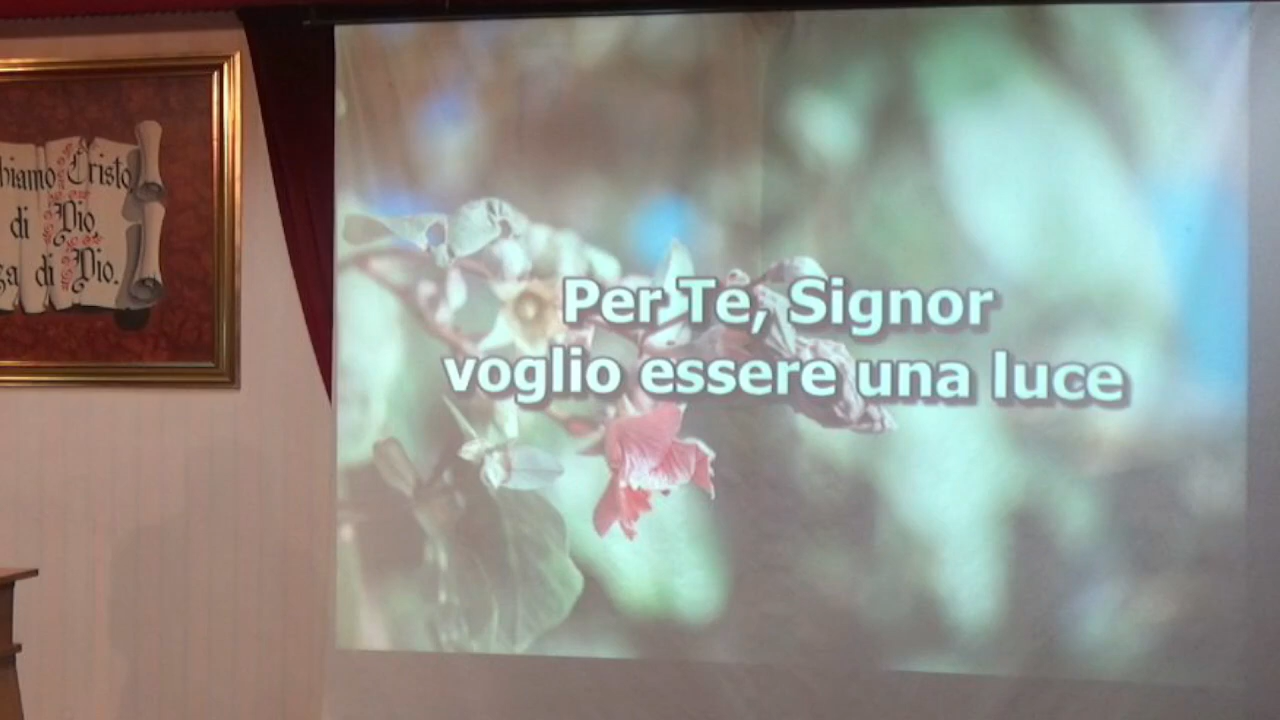 Cristo
di Dio,
di Dio.
Per Te, Signor
voglio essere una luce